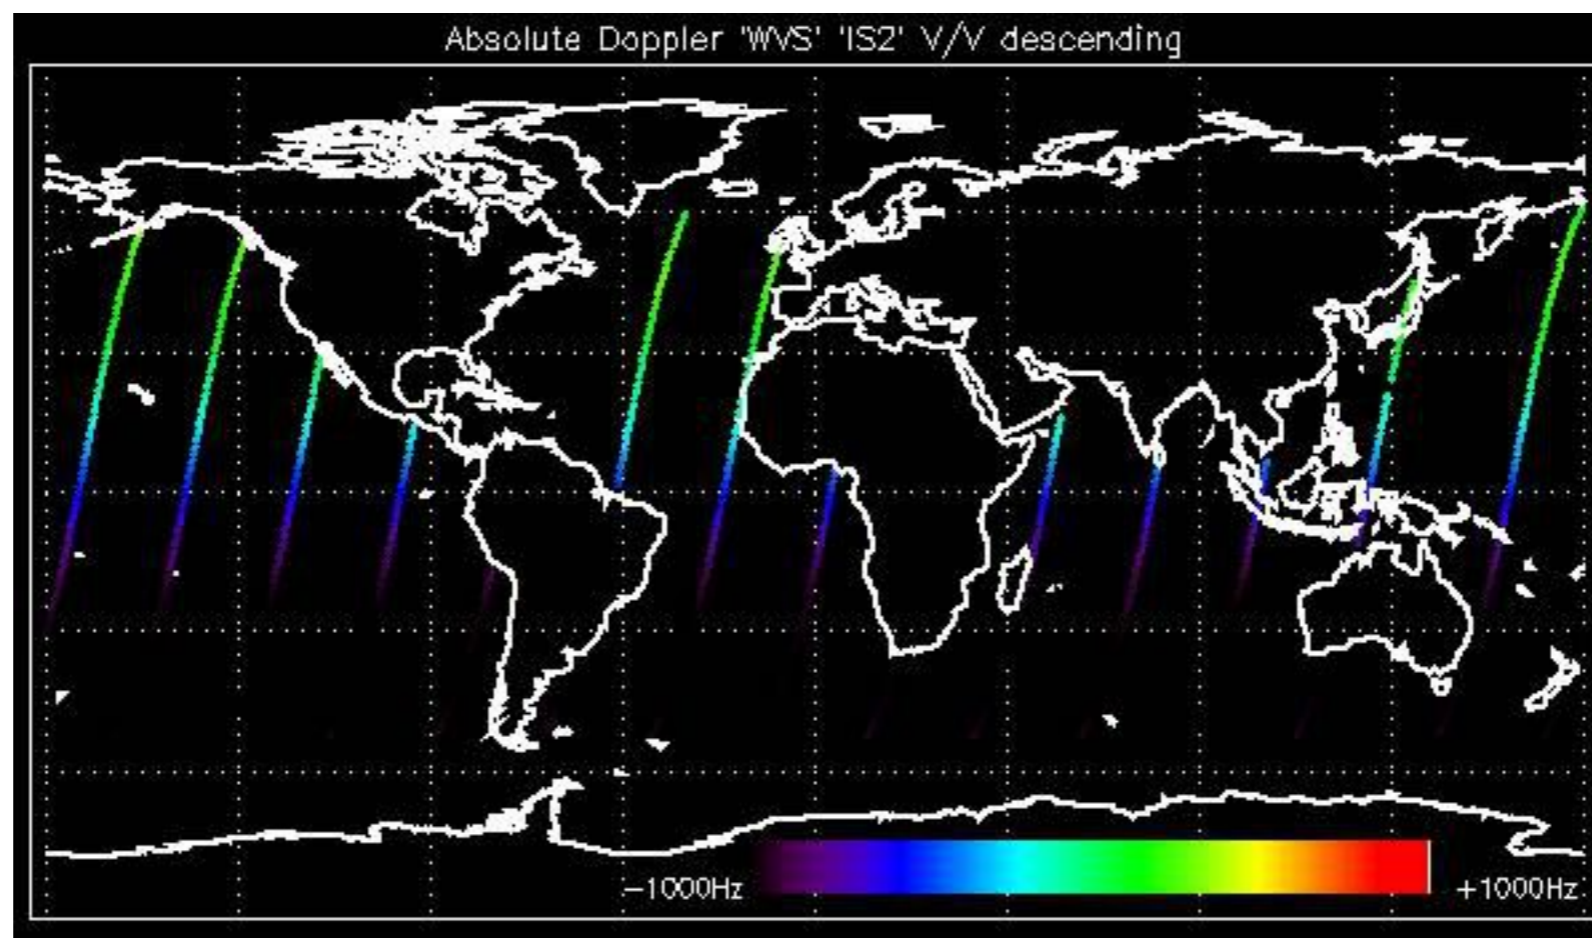 Absolute Doppler 'WVS' 'IS2' V/V descending
-1000Hz
+1000Hz